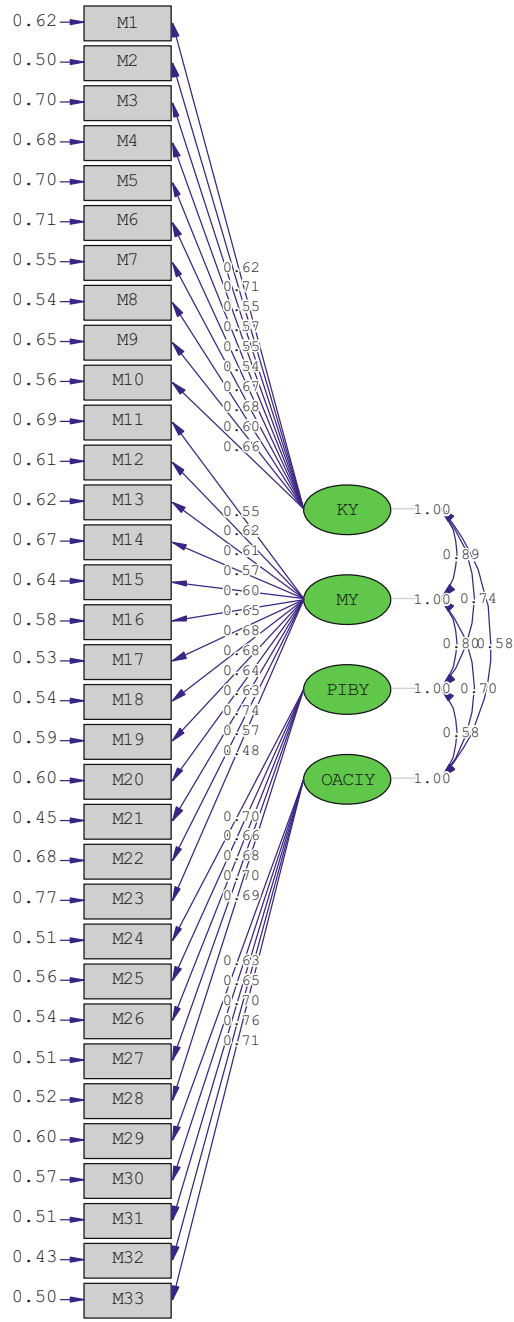 0.62 M1
0.50 M2
0.70 M3
0.68 M4
0.70 M5
0.71 M6
0.55 M7
0.62
0.71
0.54 M8
0.55
0.57
0.65 M9
0.55
0.54
0.56 M10
0.67
0.68
0.69 M11
0.60
0.66
0.61 M12
0.62 M13
0.55
KY 1.00
0.62
0.67 M14
0.61
0.89
0.57
0.64 M15
0.60
MY 1.00 0.74
0.58 M16
0.65
0.68
0.80 0.58
0.53 M17
0.68
0.64
PIBY 1.00 0.70
0.54 M18
0.63
0.74
0.59 M19
0.57
0.58
0.48
0.60 M20
OACIY 1.00
0.45 M21
0.70
0.66
0.68 M22
0.68
0.70
0.77 M23
0.69
0.51 M24
0.63
0.56 M25
0.65
0.70
0.54 M26
0.76
0.71
0.51 M27
0.52 M28
0.60 M29
0.57 M30
0.51 M31
0.43 M32
0.50 M33